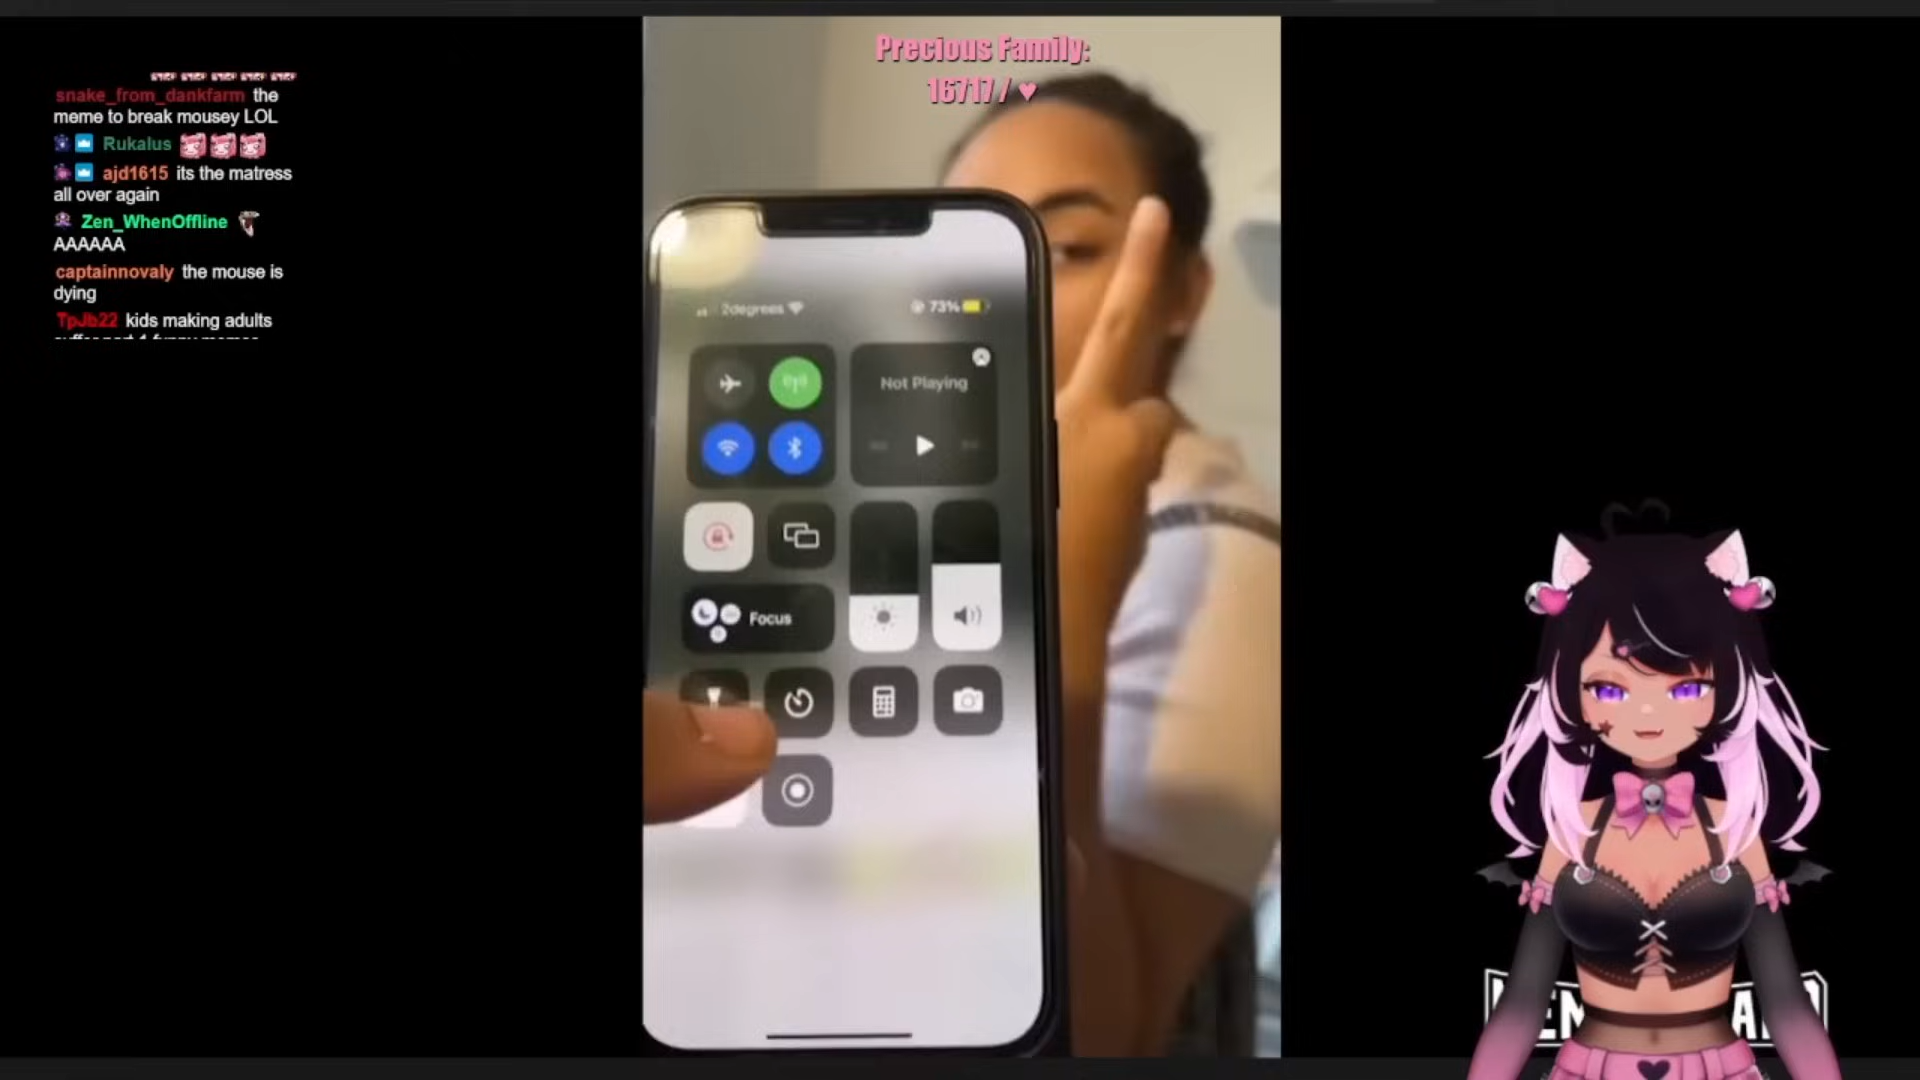 Precious Family:
16717 / ♥
snake_from_dankfarm the
meme to break mousey LOL
Rukalus
ajd1615 its the matress
all over again
Zen_WhenOffline
AAAAAA
captainnovaly the mouse is
dying
TpJb22 kids making adults
2degrees
73%
Not Playing
Focus